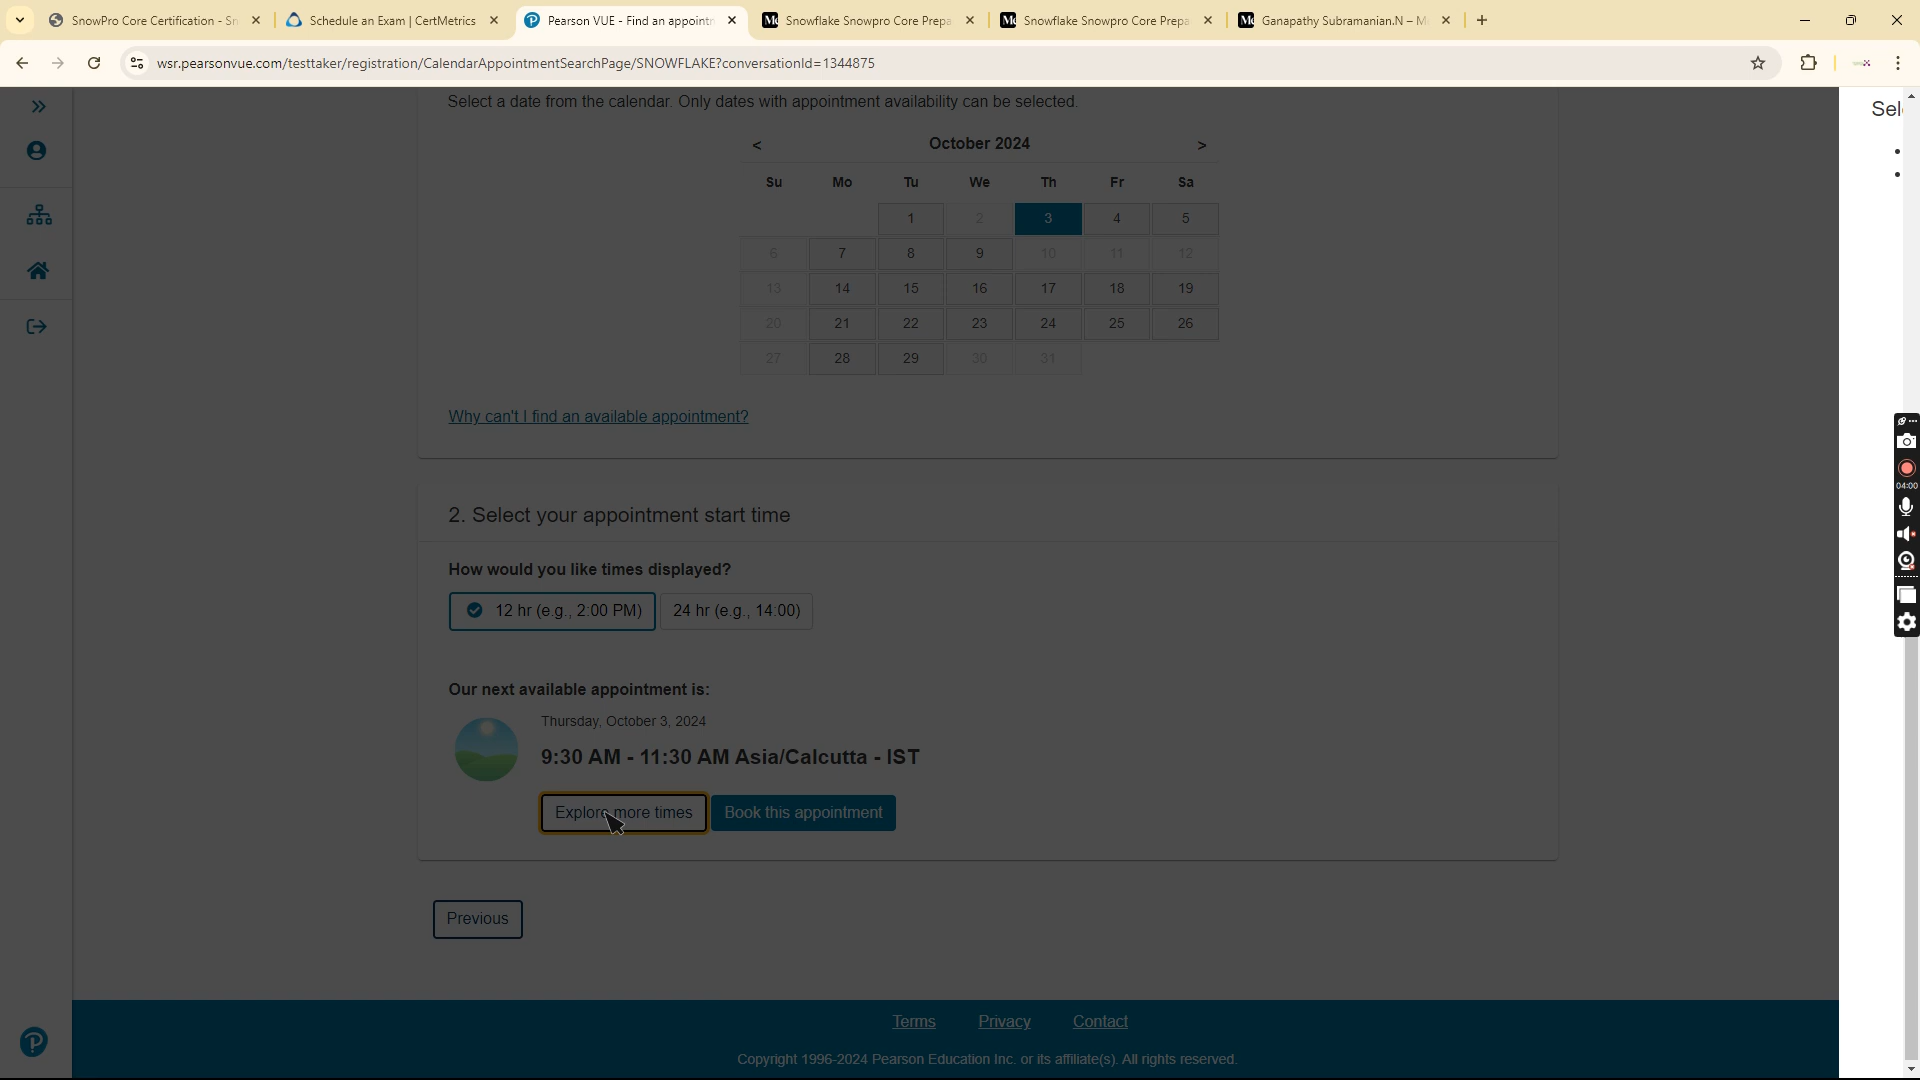 SnowPro Core Certification - Sn
Schedule an Exam | CertMetrics
Pearson VUE - Find an appointn
Snowflake Snowpro Core Prepa
Snowflake Snowpro Core Prepa
Ganapathy Subramanian.N – M
wsr.pearsonvue.com/testtaker/registration/CalendarAppointmentSearchPage/SNOWFLAKE?conversationId=1344875
Select a date from the calendar. Only dates with appointment availability can be selected.
Sel
< October 2024 >
Su Mo Tu We Th Fr Sa
1 2 3 4 5
6 7 8 9 10 11 12
13 14 15 16 17 18 19
20 21 22 23 24 25 26
27 28 29 30 31
Why can't I find an available appointment?
04:00
2. Select your appointment start time
How would you like times displayed?
12 hr (e.g., 2:00 PM) 24 hr (e.g., 14:00)
Our next available appointment is:
Thursday, October 3, 2024
9:30 AM - 11:30 AM Asia/Calcutta - IST
Explore more times Book this appointment
Previous
Terms Privacy Contact
Copyright 1996-2024 Pearson Education Inc. or its affiliate(s). All rights reserved.